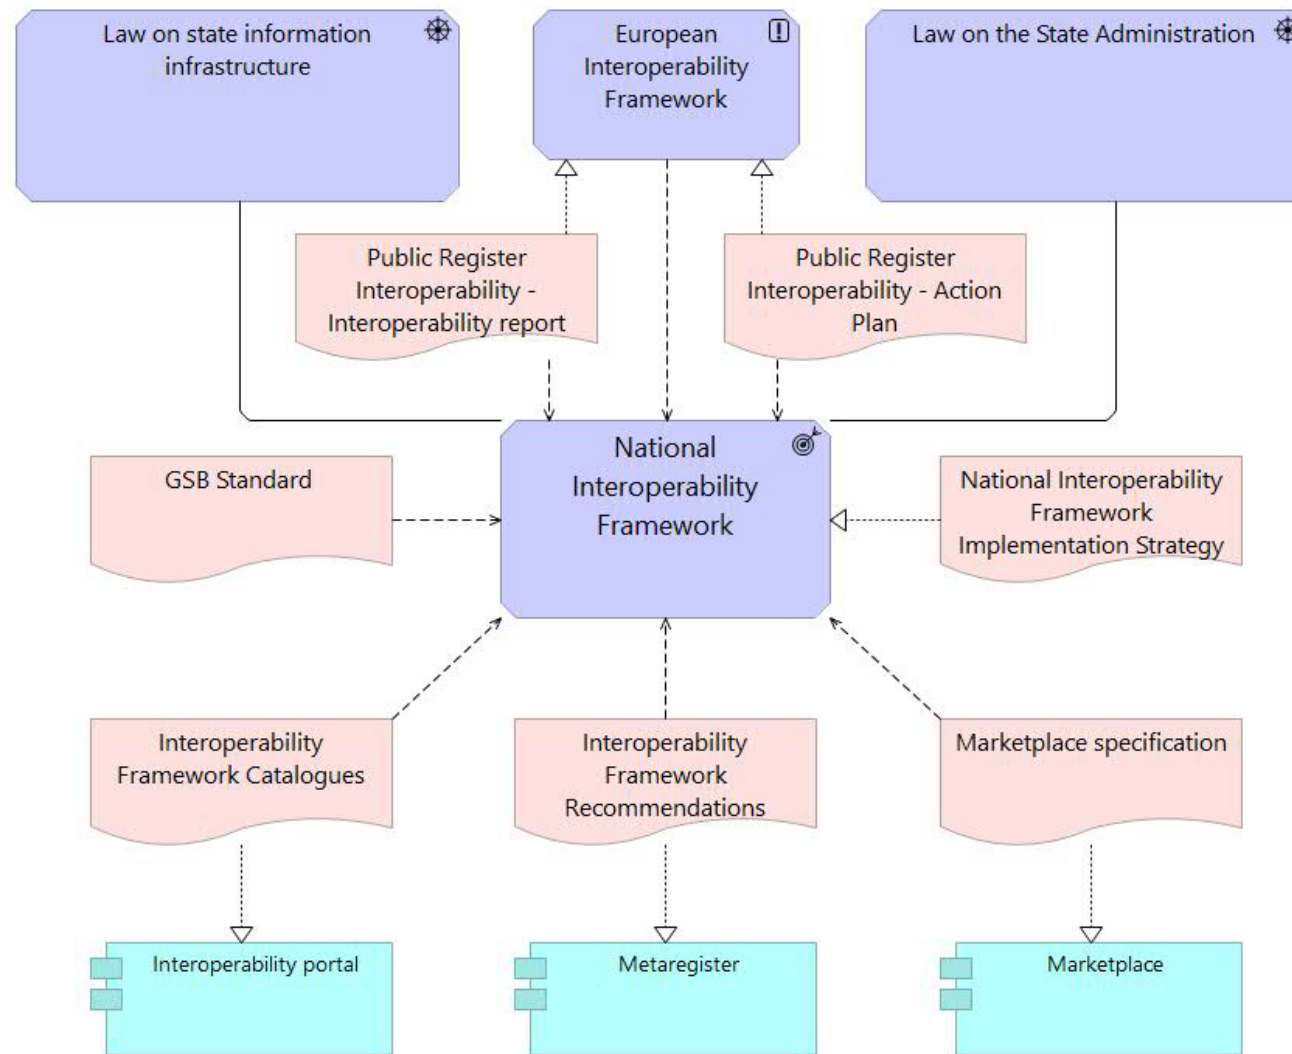 Law on state information
infrastructure
European
Interoperability
Framework
Law on the State Administration
Public Register
Interoperability -
Interoperability report
Public Register
Interoperability - Action
Plan
National
Interoperability
Framework
GSB Standard
National Interoperability
Framework
Implementation Strategy
Interoperability
Framework Catalogues
Interoperability
Framework
Recommendations
Marketplace specification
Interoperability portal
Metaregister
Marketplace